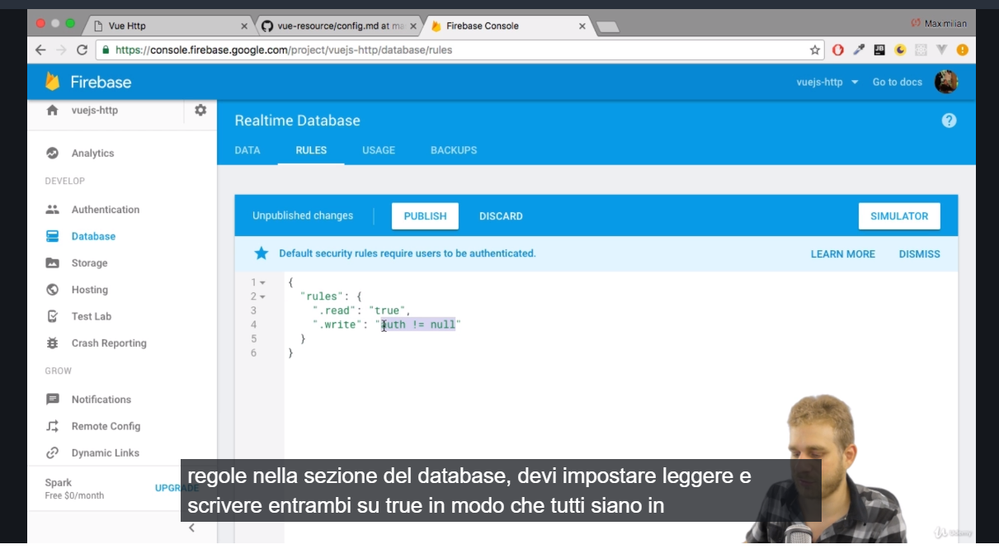 Vue Http
vue-resource/config.md at ma
Firebase Console
Maximilian
https://console.firebase.google.com/project/vuejs-http/database/rules
Firebase
vuejs-http
Go to docs
vuejs-http
Realtime Database
DATA
RULES
USAGE
BACKUPS
Analytics
DEVELOP
Authentication
Database
Storage
Hosting
Test Lab
Crash Reporting
GROW
Notifications
Remote Config
Dynamic Links
Spark
Free $0/month
UPGRADE
Unpublished changes
PUBLISH
DISCARD
SIMULATOR
Default security rules require users to be authenticated.
LEARN MORE
DISMISS
1 {
2 "rules": {
3 ".read": "true",
4 ".write": "auth != null"
5 }
6 }
regole nella sezione del database, devi impostare leggere e
scrivere entrambi su true in modo che tutti siano in
Udemy